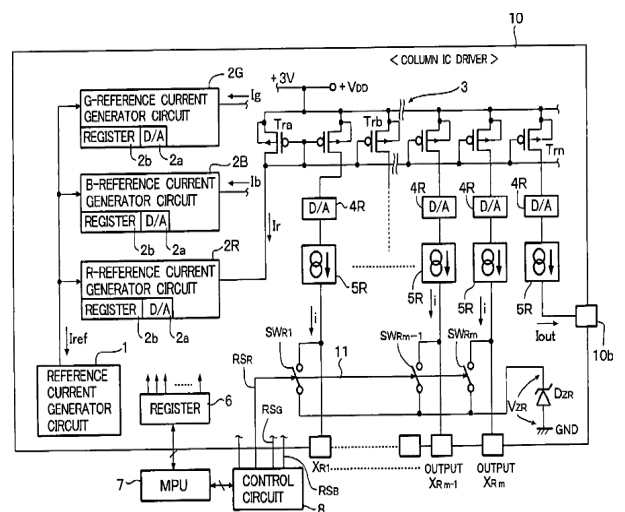 10
< COLUMN IC DRIVER >
2G
G-REFERENCE CURRENT
GENERATOR CIRCUIT
REGISTER D/A
2b 2a
Ig
+3V
+VDD
3
Tra
Trb
Trn
2B
B-REFERENCE CURRENT
GENERATOR CIRCUIT
REGISTER D/A
2b 2a
Ib
Ir
2R
R-REFERENCE CURRENT
GENERATOR CIRCUIT
REGISTER D/A
2b 2a
4R
D/A
4R
D/A
4R
D/A
4R
D/A
5R
5R
5R
5R
i
i
i
Iout
10b
Iref
1
REFERENCE
CURRENT
GENERATOR
CIRCUIT
REGISTER
6
RSR
SWR1
11
SWRm-1
SWRm
RSG
RSB
VZR
DZR
GND
XR1
OUTPUT
XRm-1
OUTPUT
XRm
7
MPU
CONTROL
CIRCUIT
8